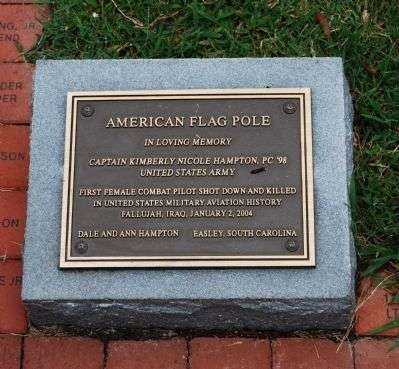 AMERICAN FLAG POLE
IN LOVING MEMORY
CAPTAIN KIMBERLY NICOLE HAMPTON, PC '98
UNITED STATES ARMY
FIRST FEMALE COMBAT PILOT SHOT DOWN AND KILLED
IN UNITED STATES MILITARY AVIATION HISTORY
FALLUJAH, IRAQ, JANUARY 2, 2004
DALE AND ANN HAMPTON EASLEY, SOUTH CAROLINA